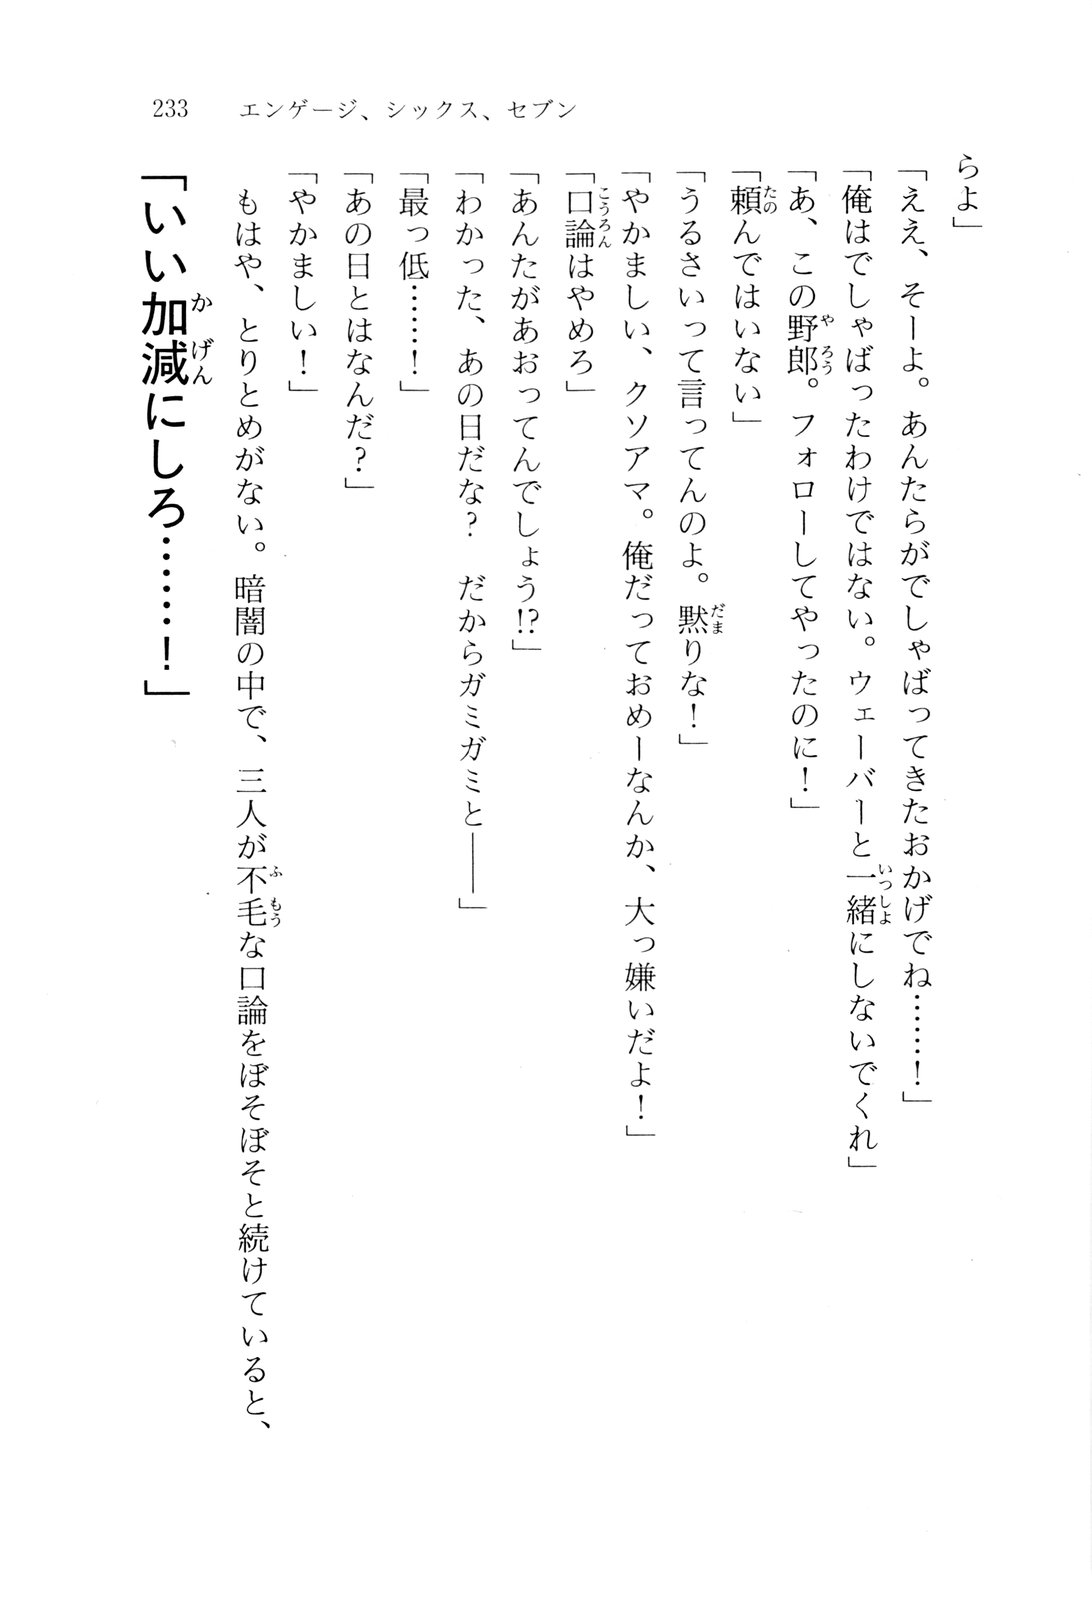 233　エンゲージ、シックス、セブン
らよ」
「ええ、そーよ。あんたらがでしゃばってきたおかげでね……！」
「俺はでしゃばったわけではない。ウェーバーと一緒にしないでくれ」
「あ、この野郎。フォローしてやったのに！」
「頼んではいない」
「うるさいって言ってんのよ。黙りな！」
「やかましい、クソアマ。俺だっておめーなんか、大っ嫌いだよ！」
「口論はやめろ」
「あんたがあおってんでしょう!?」
「わかった、あの日だな？　だからガミガミと――」
「最っ低……！」
「あの日とはなんだ？」
「やかましい！」
もはや、とりとめがない。暗闇の中で、三人が不毛な口論をぼそぼそと続けていると、
「いい加減にしろ……！」